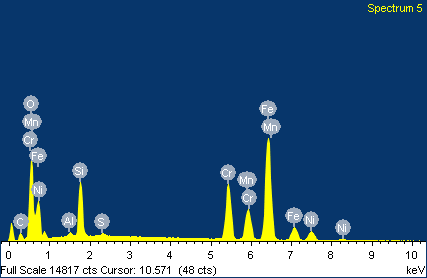 Spectrum 5
O
Mn
Cr
Fe
Ni
C
Al
Si
S
Cr
Mn
Cr
Fe
Mn
Fe
Ni
Ni
0 1 2 3 4 5 6 7 8 9 10
Full Scale 14817 cts Cursor: 10.571 (48 cts) keV